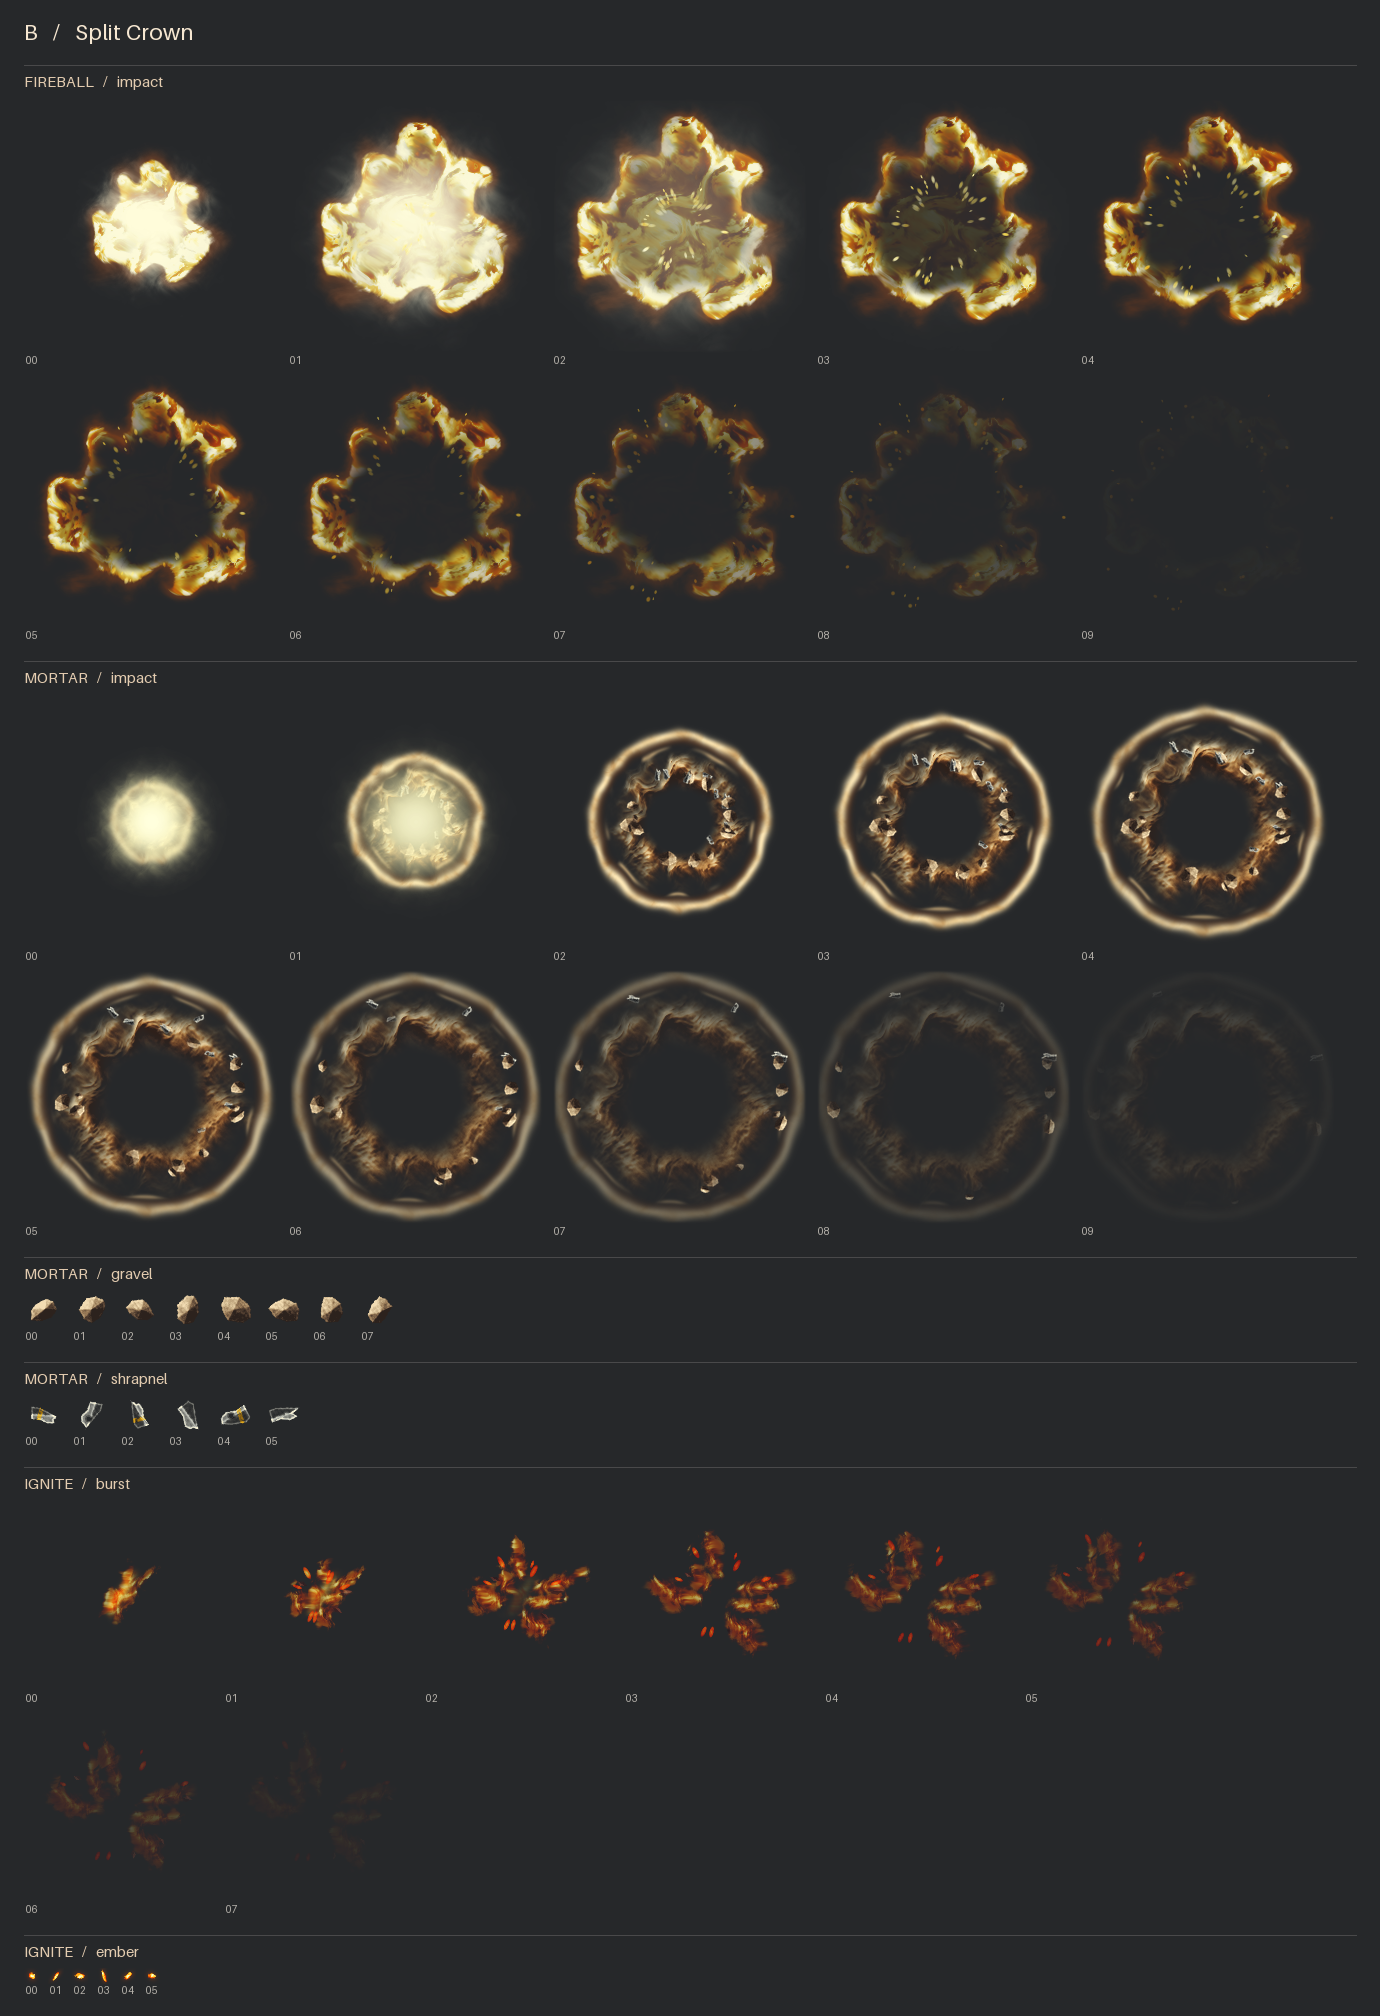 B / Split Crown
FIREBALL / impact
00 01 02 03 04
05 06 07 08 09
MORTAR / impact
00 01 02 03 04
05 06 07 08 09
MORTAR / gravel
00 01 02 03 04 05 06 07
MORTAR / shrapnel
00 01 02 03 04 05
IGNITE / burst
00 01 02 03 04 05
06 07
IGNITE / ember
00 01 02 03 04 05